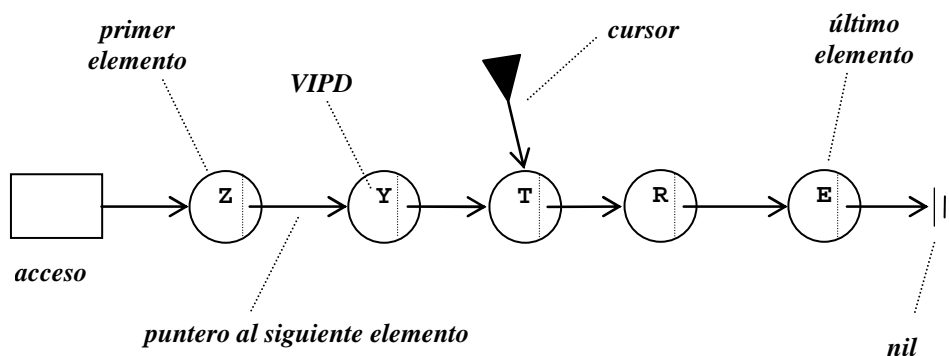 primer
elemento
VIPD
cursor
último
elemento
Z
Y
T
R
E
acceso
puntero al siguiente elemento
nil